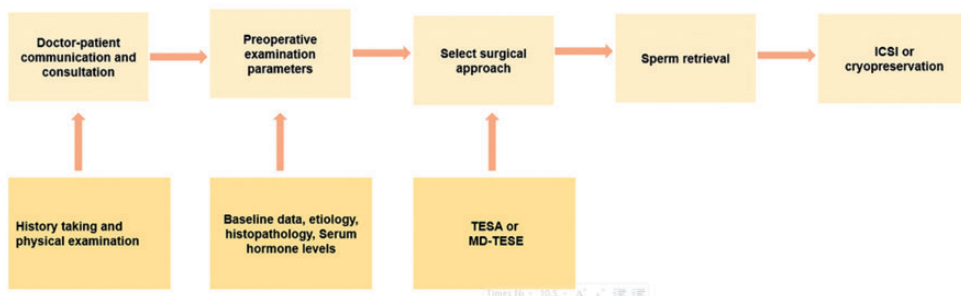 Doctor-patient
communication and
consultation
Preoperative
examination
parameters
Select surgical
approach
Sperm retrieval
ICSI or
cryopreservation
History taking and
physical examination
Baseline data, etiology,
histopathology, Serum
hormone levels
TESA or
MD-TESE